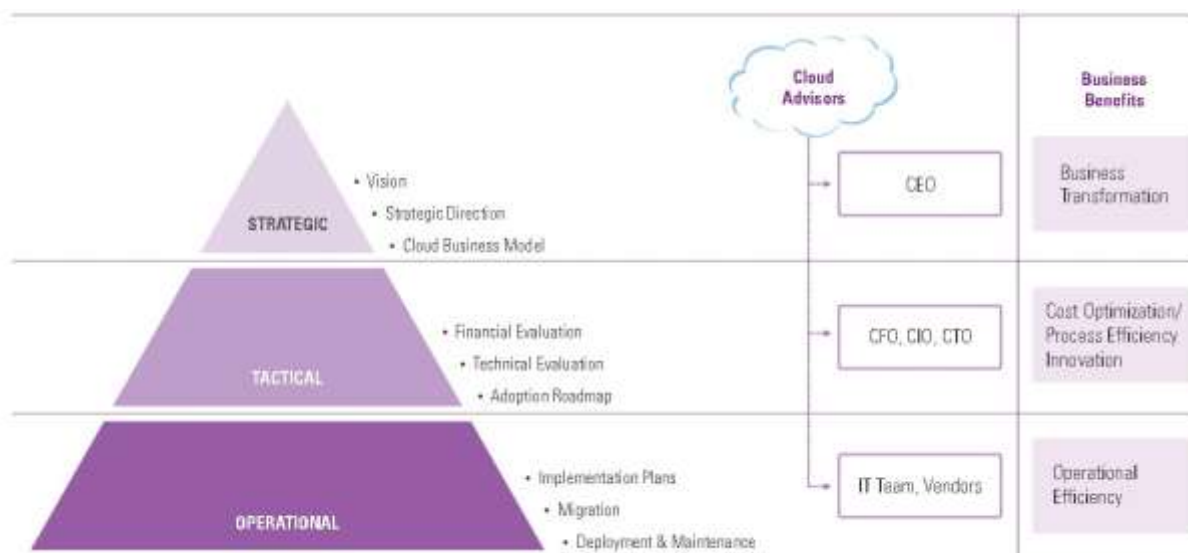 Cloud
Advisors
Business
Benefits
STRATEGIC
• Vision
• Strategic Direction
• Cloud Business Model
CEO
Business
Transformation
TACTICAL
• Financial Evaluation
• Technical Evaluation
• Adoption Roadmap
CFO, CIO, CTO
Cost Optimization/
Process Efficiency
Innovation
OPERATIONAL
• Implementation Plans
• Migration
• Deployment & Maintenance
IT Team, Vendors
Operational
Efficiency